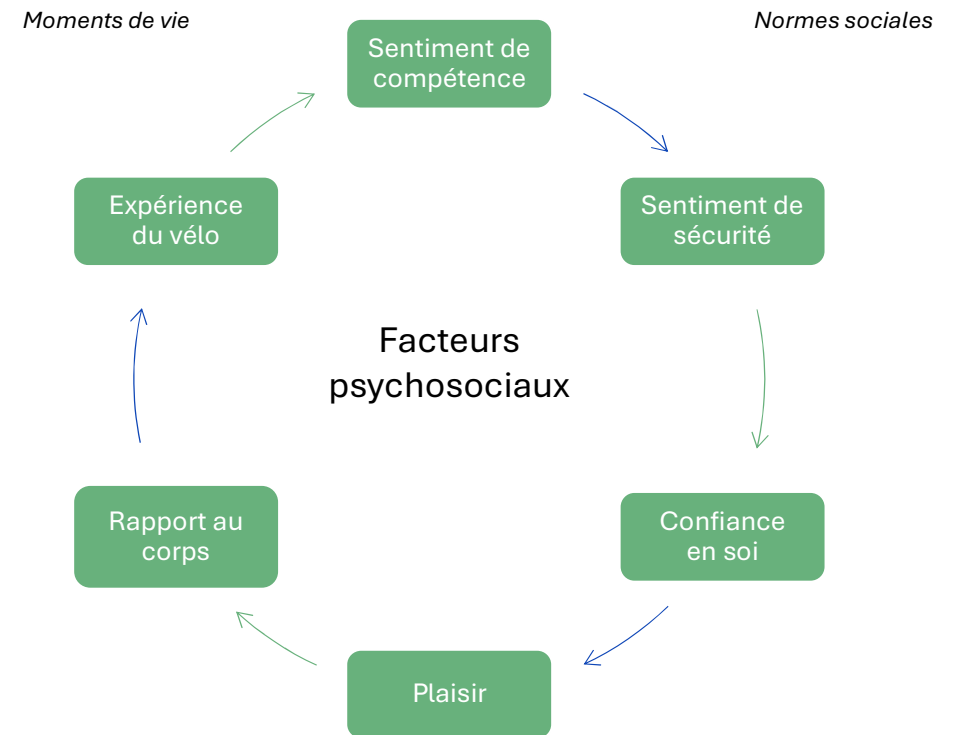 Moments de vie
Normes sociales
Sentiment de
compétence
Expérience
du vélo
Sentiment de
sécurité
Facteurs
psychosociaux
Rapport au
corps
Confiance
en soi
Plaisir